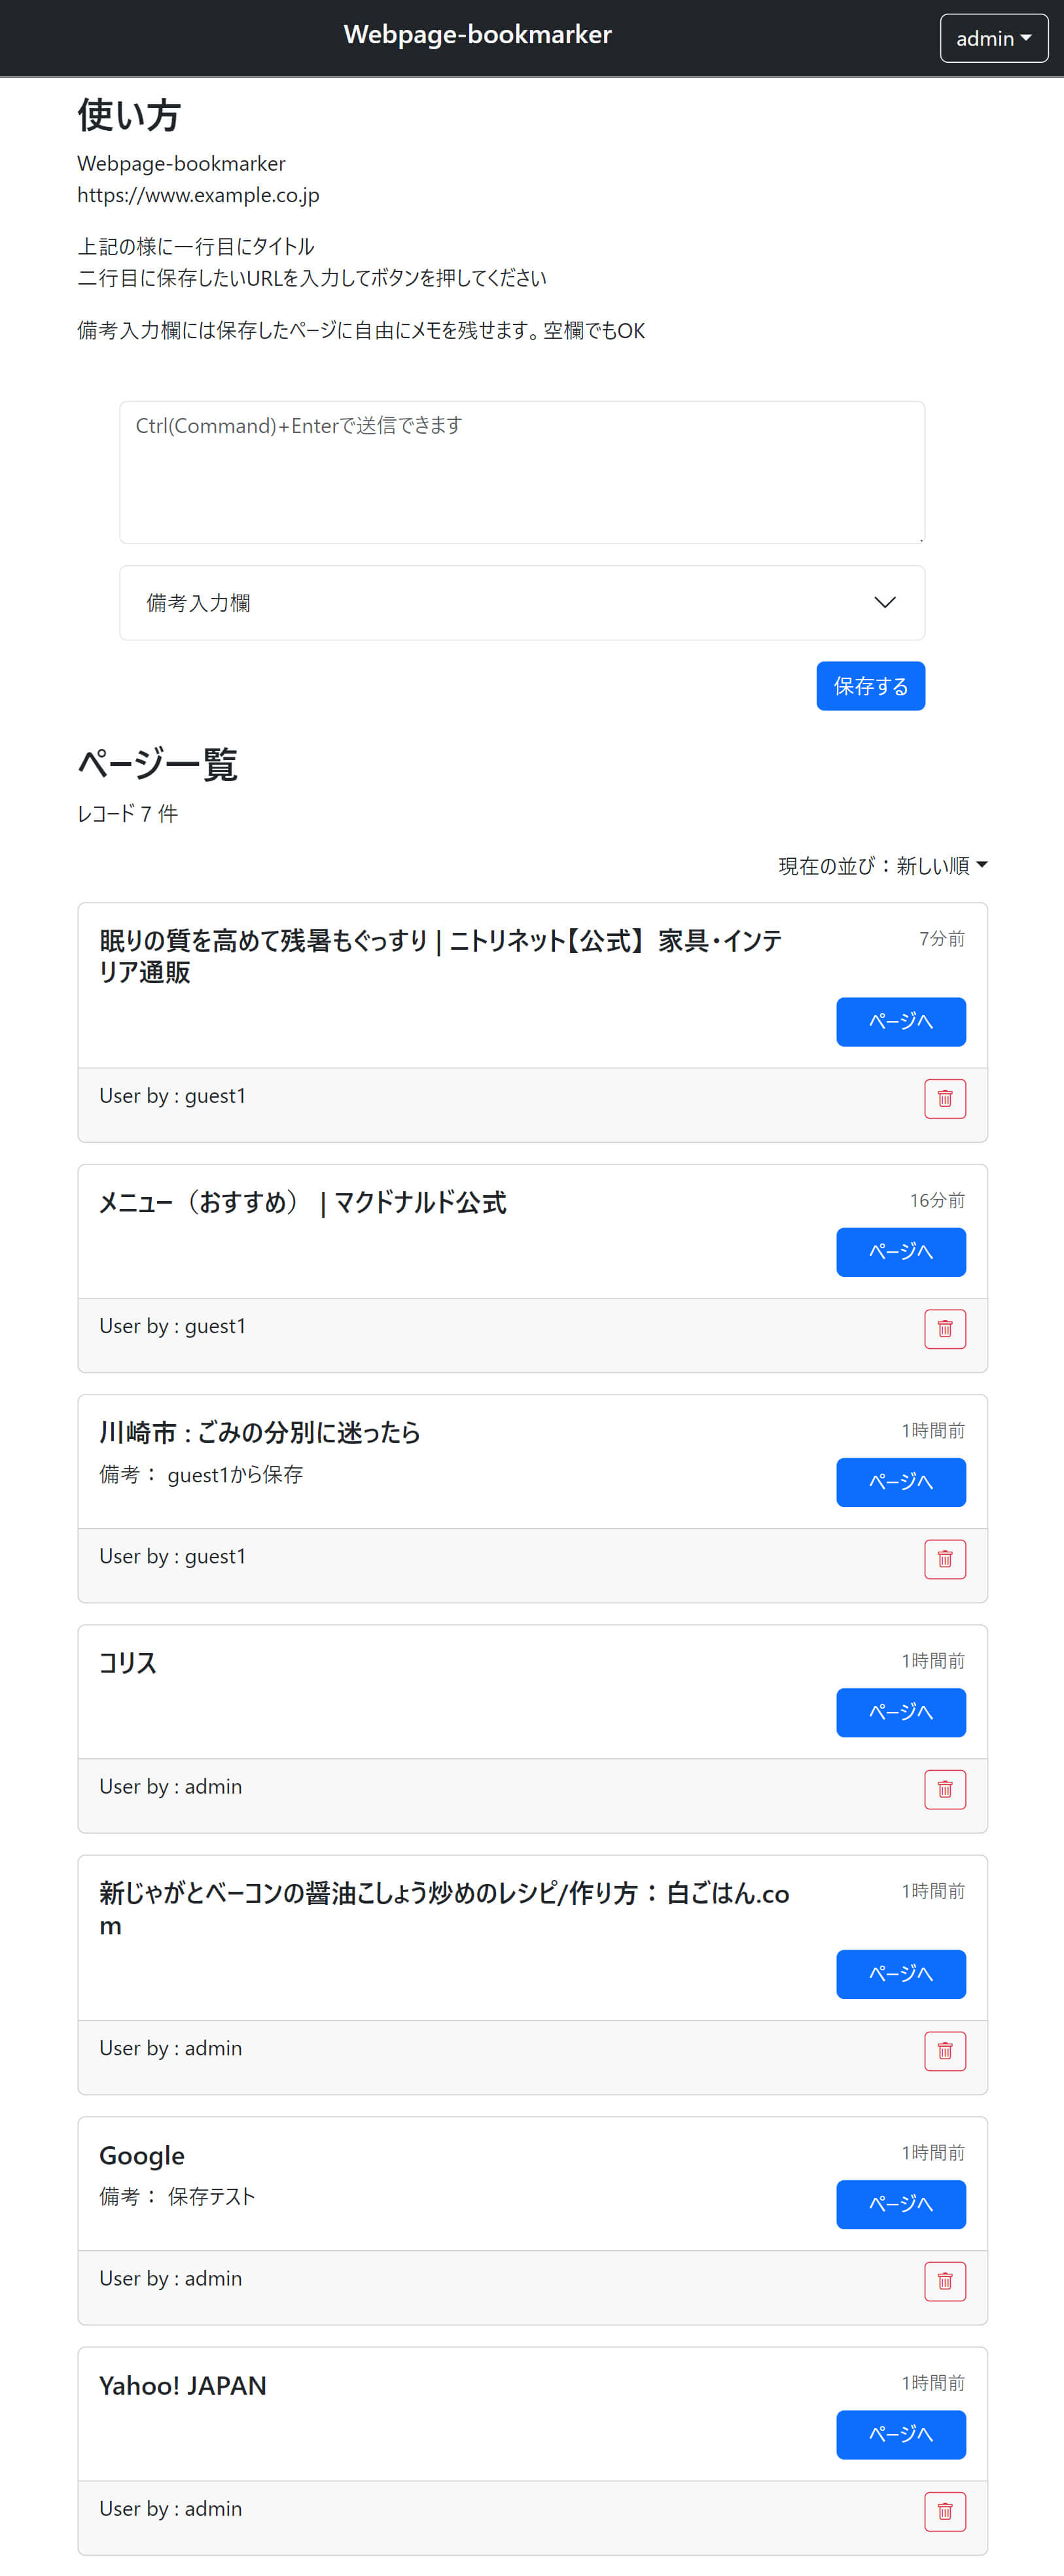 Webpage-bookmarker
admin
使い方
Webpage-bookmarker
https://www.example.co.jp
上記の様に一行目にタイトル
二行目に保存したいURLを入力してボタンを押してください
備考入力欄には保存したページに自由にメモを残せます。空欄でもOK
Ctrl(Command)+Enterで送信できます
備考入力欄
保存する
ページ一覧
レコード 7 件
現在の並び：新しい順
眠りの質を高めて残暑もぐっすり | ニトリネット【公式】 家具・インテ
リア通販
7分前
ページへ
User by : guest1
メニュー（おすすめ） | マクドナルド公式
16分前
ページへ
User by : guest1
川崎市 : ごみの分別に迷ったら
1時間前
備考： guest1から保存
ページへ
User by : guest1
コリス
1時間前
ページへ
User by : admin
新じゃがとベーコンの醤油こしょう炒めのレシピ/作り方：白ごはん.co
m
1時間前
ページへ
User by : admin
Google
1時間前
備考： 保存テスト
ページへ
User by : admin
Yahoo! JAPAN
1時間前
ページへ
User by : admin